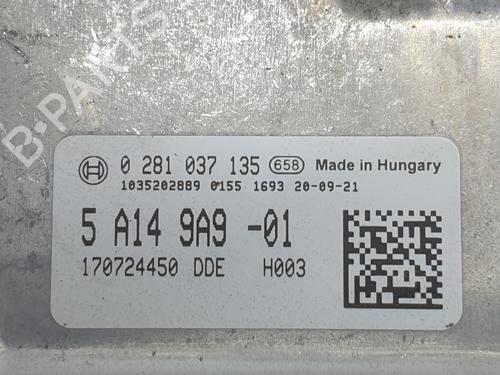 B-PARTS
0 281 037 135 658 Made in Hungary
1035202889 0155 1693 20-09-21
5 A14 9A9 -01
170724450 DDE H003